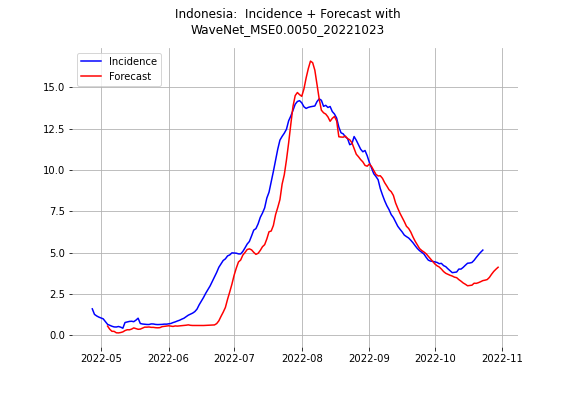 Indonesia:  Incidence + Forecast with
WaveNet_MSE0.0050_20221023
Incidence
Forecast
15.0
12.5
10.0
7.5
5.0
2.5
0.0
2022-05 2022-06 2022-07 2022-08 2022-09 2022-10 2022-11